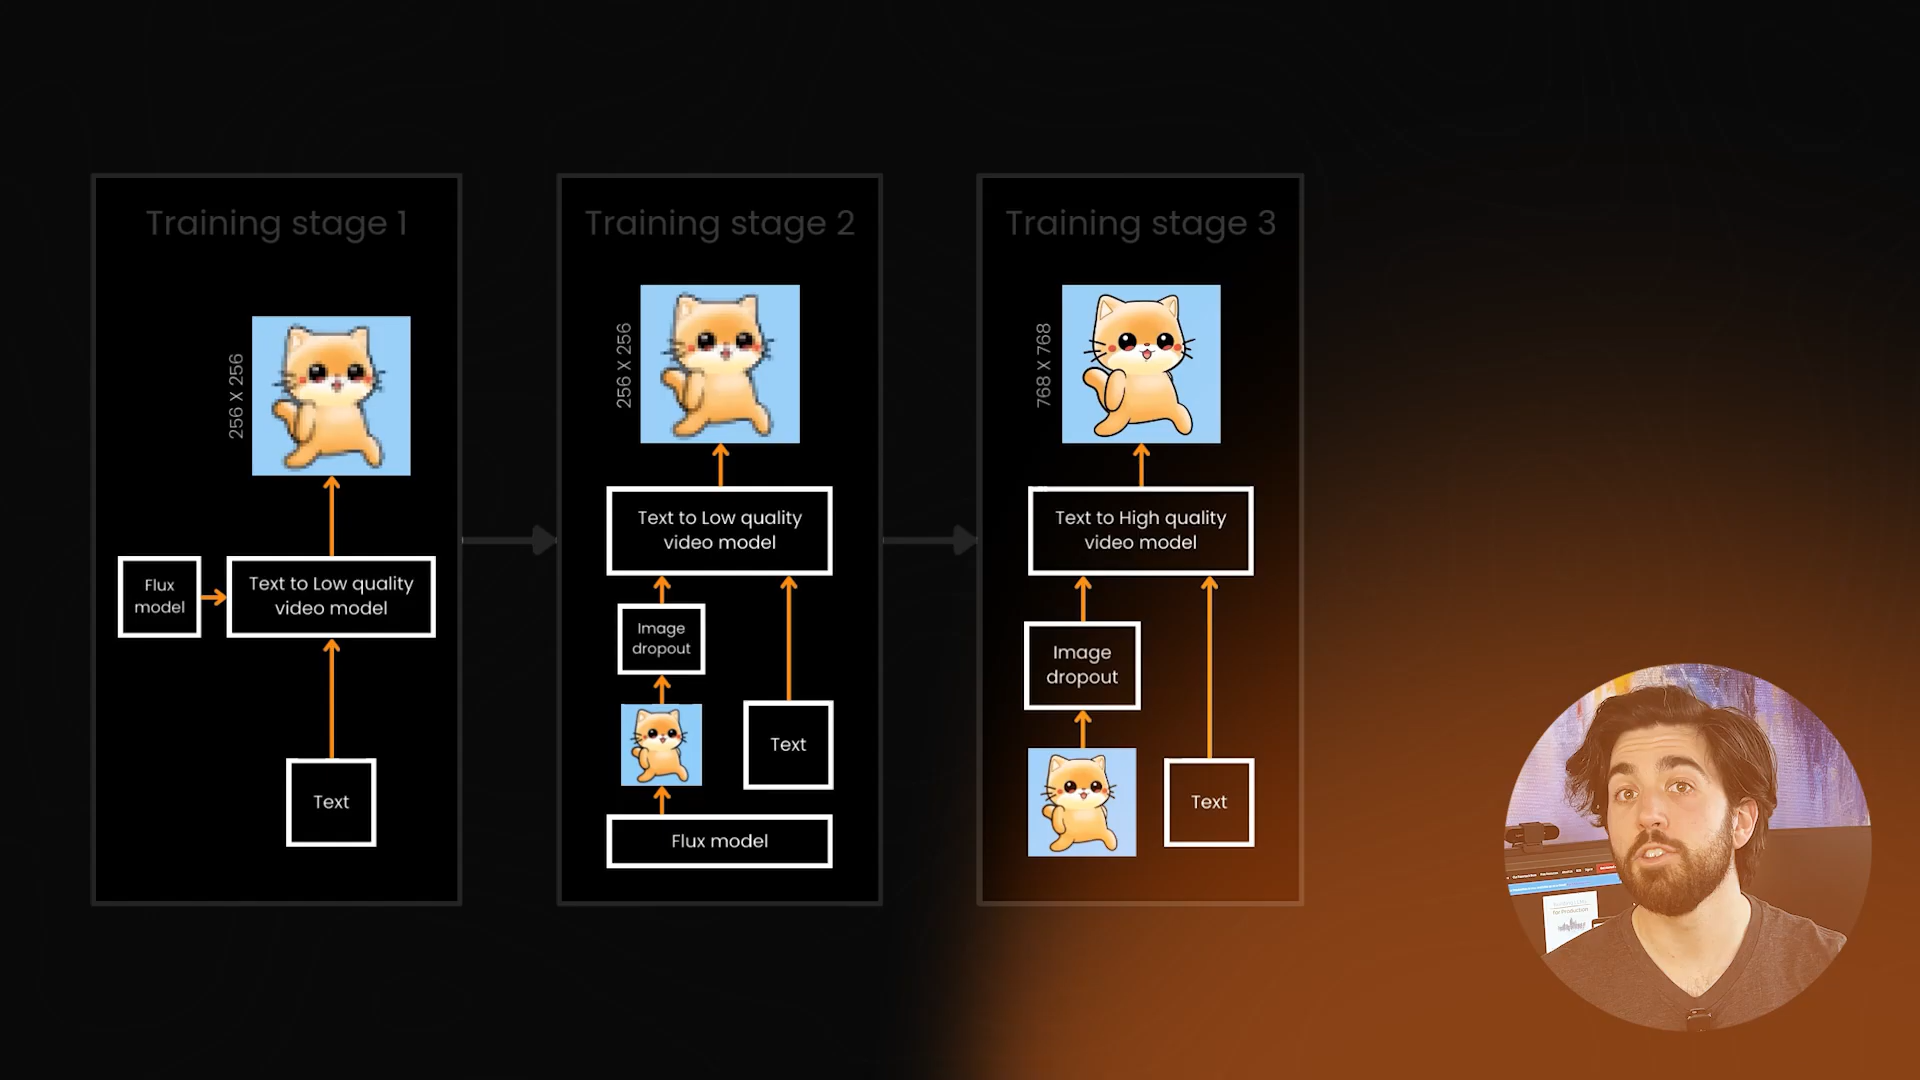 Training stage 1
256 X 256
Flux
model
Text to Low quality
video model
Text
Training stage 2
256 X 256
Text to Low quality
video model
Image
dropout
Text
Flux model
Training stage 3
768 X 768
Text to High quality
video model
Image
dropout
Text
for Production